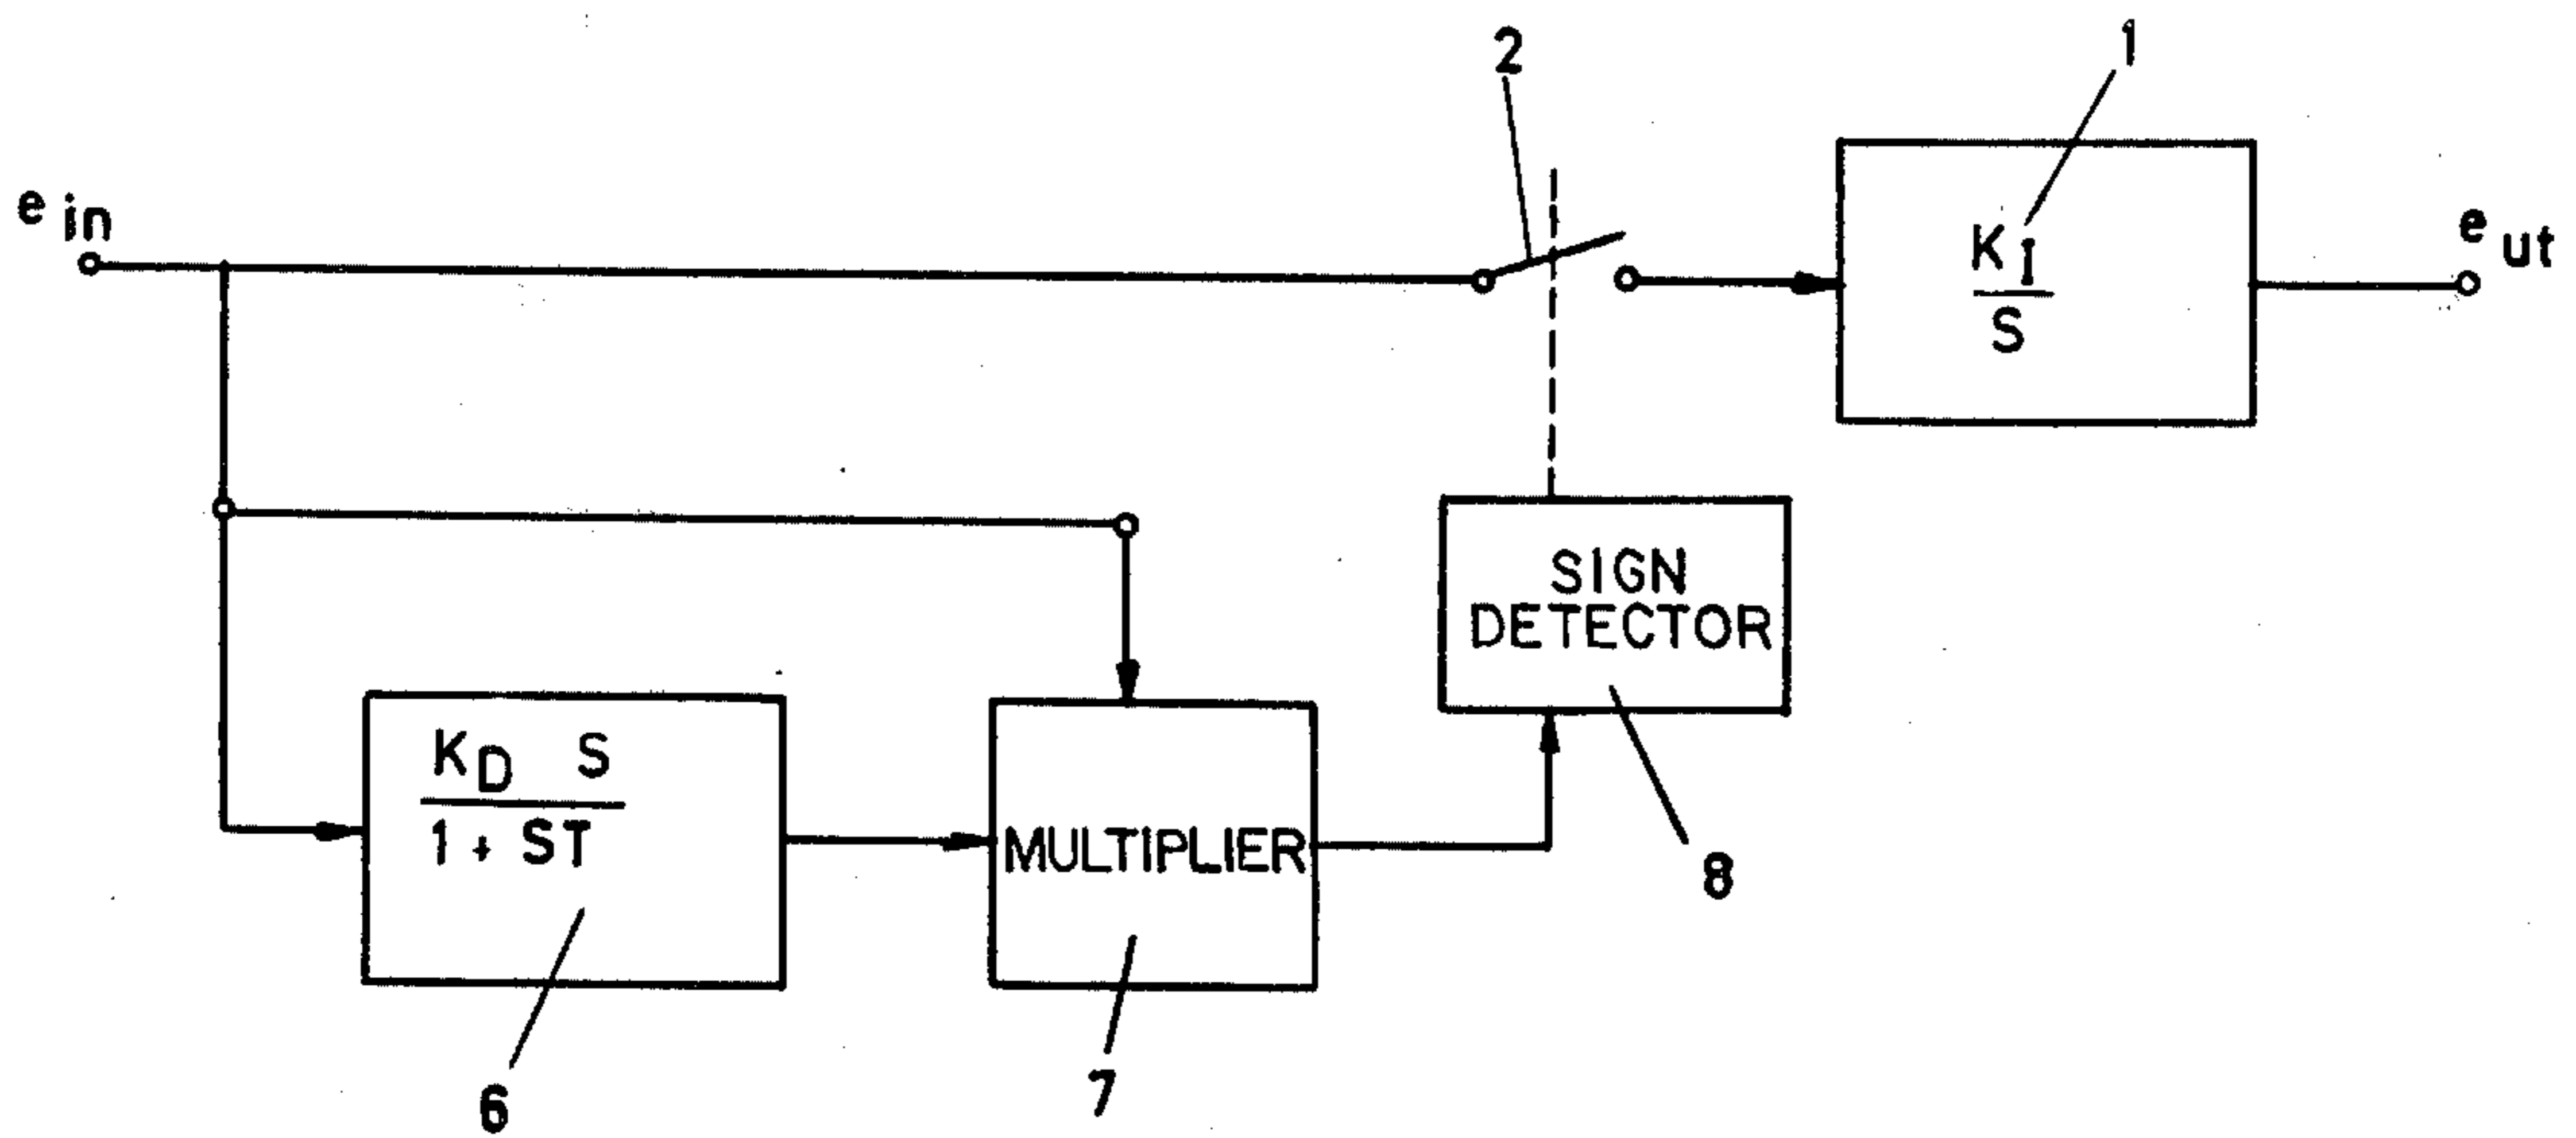 2
1
e in
K I
S
e ut
SIGN
DETECTOR
K D S
1 + ST
MULTIPLIER
8
6
7